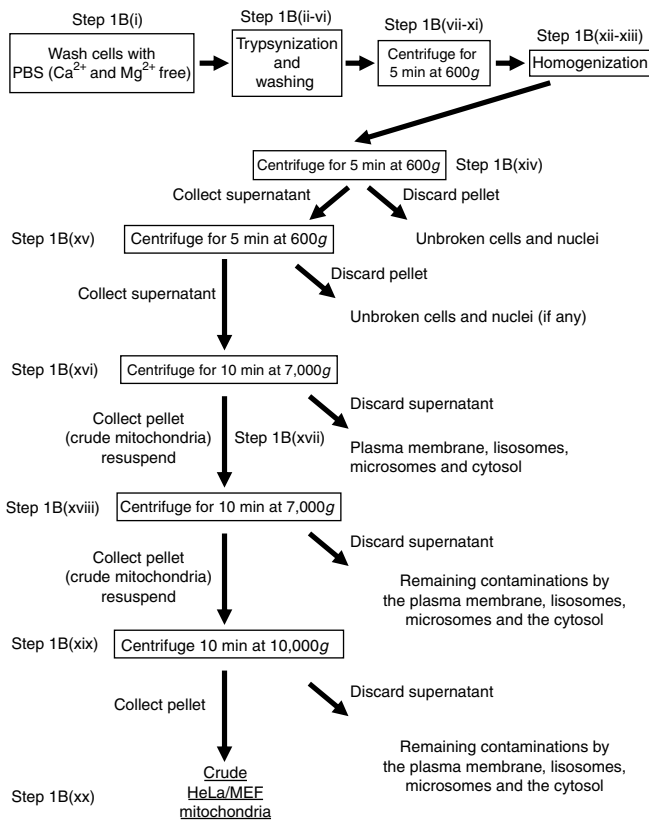 Step 1B(i)
Wash cells with
PBS (Ca2+ and Mg2+ free)
Step 1B(ii-vi)
Trypsynization
and
washing
Step 1B(vii-xi)
Centrifuge for
5 min at 600g
Step 1B(xii-xiii)
Homogenization
Centrifuge for 5 min at 600g
Step 1B(xiv)
Collect supernatant
Discard pellet
Unbroken cells and nuclei
Step 1B(xv)
Centrifuge for 5 min at 600g
Discard pellet
Collect supernatant
Unbroken cells and nuclei (if any)
Step 1B(xvi)
Centrifuge for 10 min at 7,000g
Discard supernatant
Collect pellet
(crude mitochondria)
resuspend
Step 1B(xvii)
Plasma membrane, lisosomes,
microsomes and cytosol
Step 1B(xviii)
Centrifuge for 10 min at 7,000g
Discard supernatant
Collect pellet
(crude mitochondria)
resuspend
Remaining contaminations by
the plasma membrane, lisosomes,
microsomes and the cytosol
Step 1B(xix)
Centrifuge 10 min at 10,000g
Discard supernatant
Collect pellet
Remaining contaminations by
the plasma membrane, lisosomes,
microsomes and the cytosol
Step 1B(xx)
Crude
HeLa/MEF
mitochondria